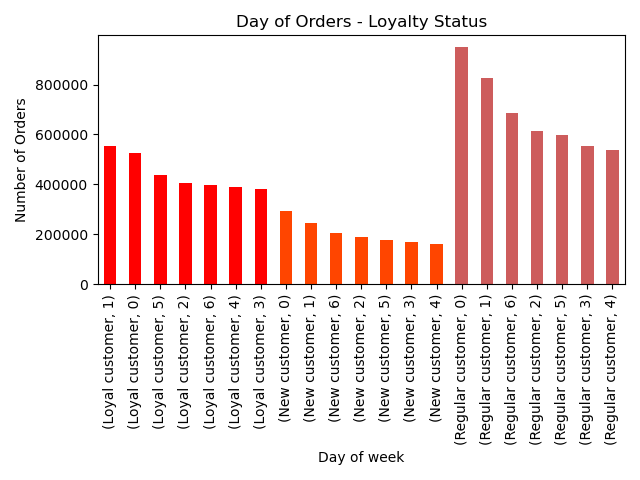 Day of Orders - Loyalty Status
Number of Orders
800000
600000
400000
200000
0
(Loyal customer, 1)
(Loyal customer, 0)
(Loyal customer, 5)
(Loyal customer, 2)
(Loyal customer, 6)
(Loyal customer, 4)
(Loyal customer, 3)
(New customer, 0)
(New customer, 1)
(New customer, 6)
(New customer, 2)
(New customer, 5)
(New customer, 3)
(New customer, 4)
(Regular customer, 0)
(Regular customer, 1)
(Regular customer, 6)
(Regular customer, 2)
(Regular customer, 5)
(Regular customer, 3)
(Regular customer, 4)
Day of week